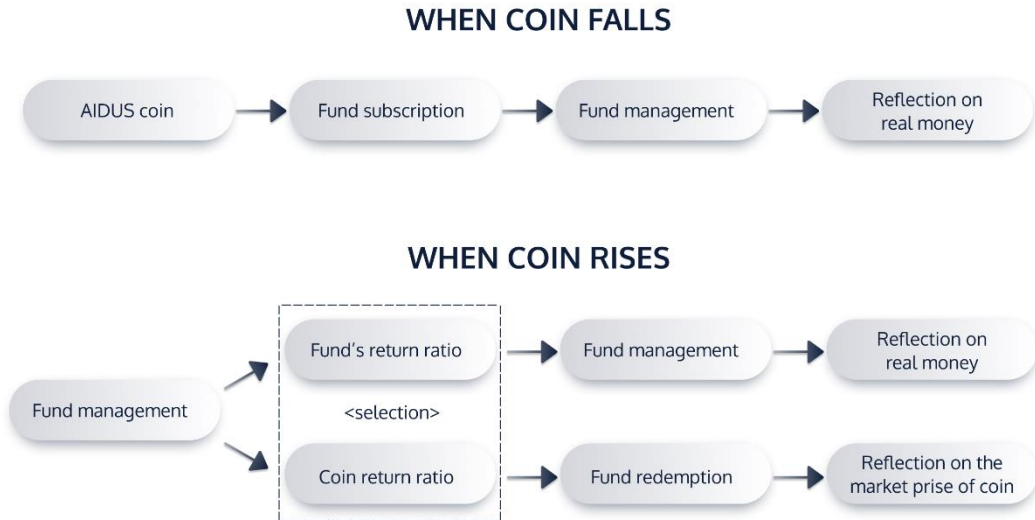 WHEN COIN FALLS
AIDUS coin
Fund subscription
Fund management
Reflection on
real money
WHEN COIN RISES
Fund management
Fund's return ratio
<selection>
Coin return ratio
Fund management
Reflection on
real money
Fund redemption
Reflection on the
market prise of coin